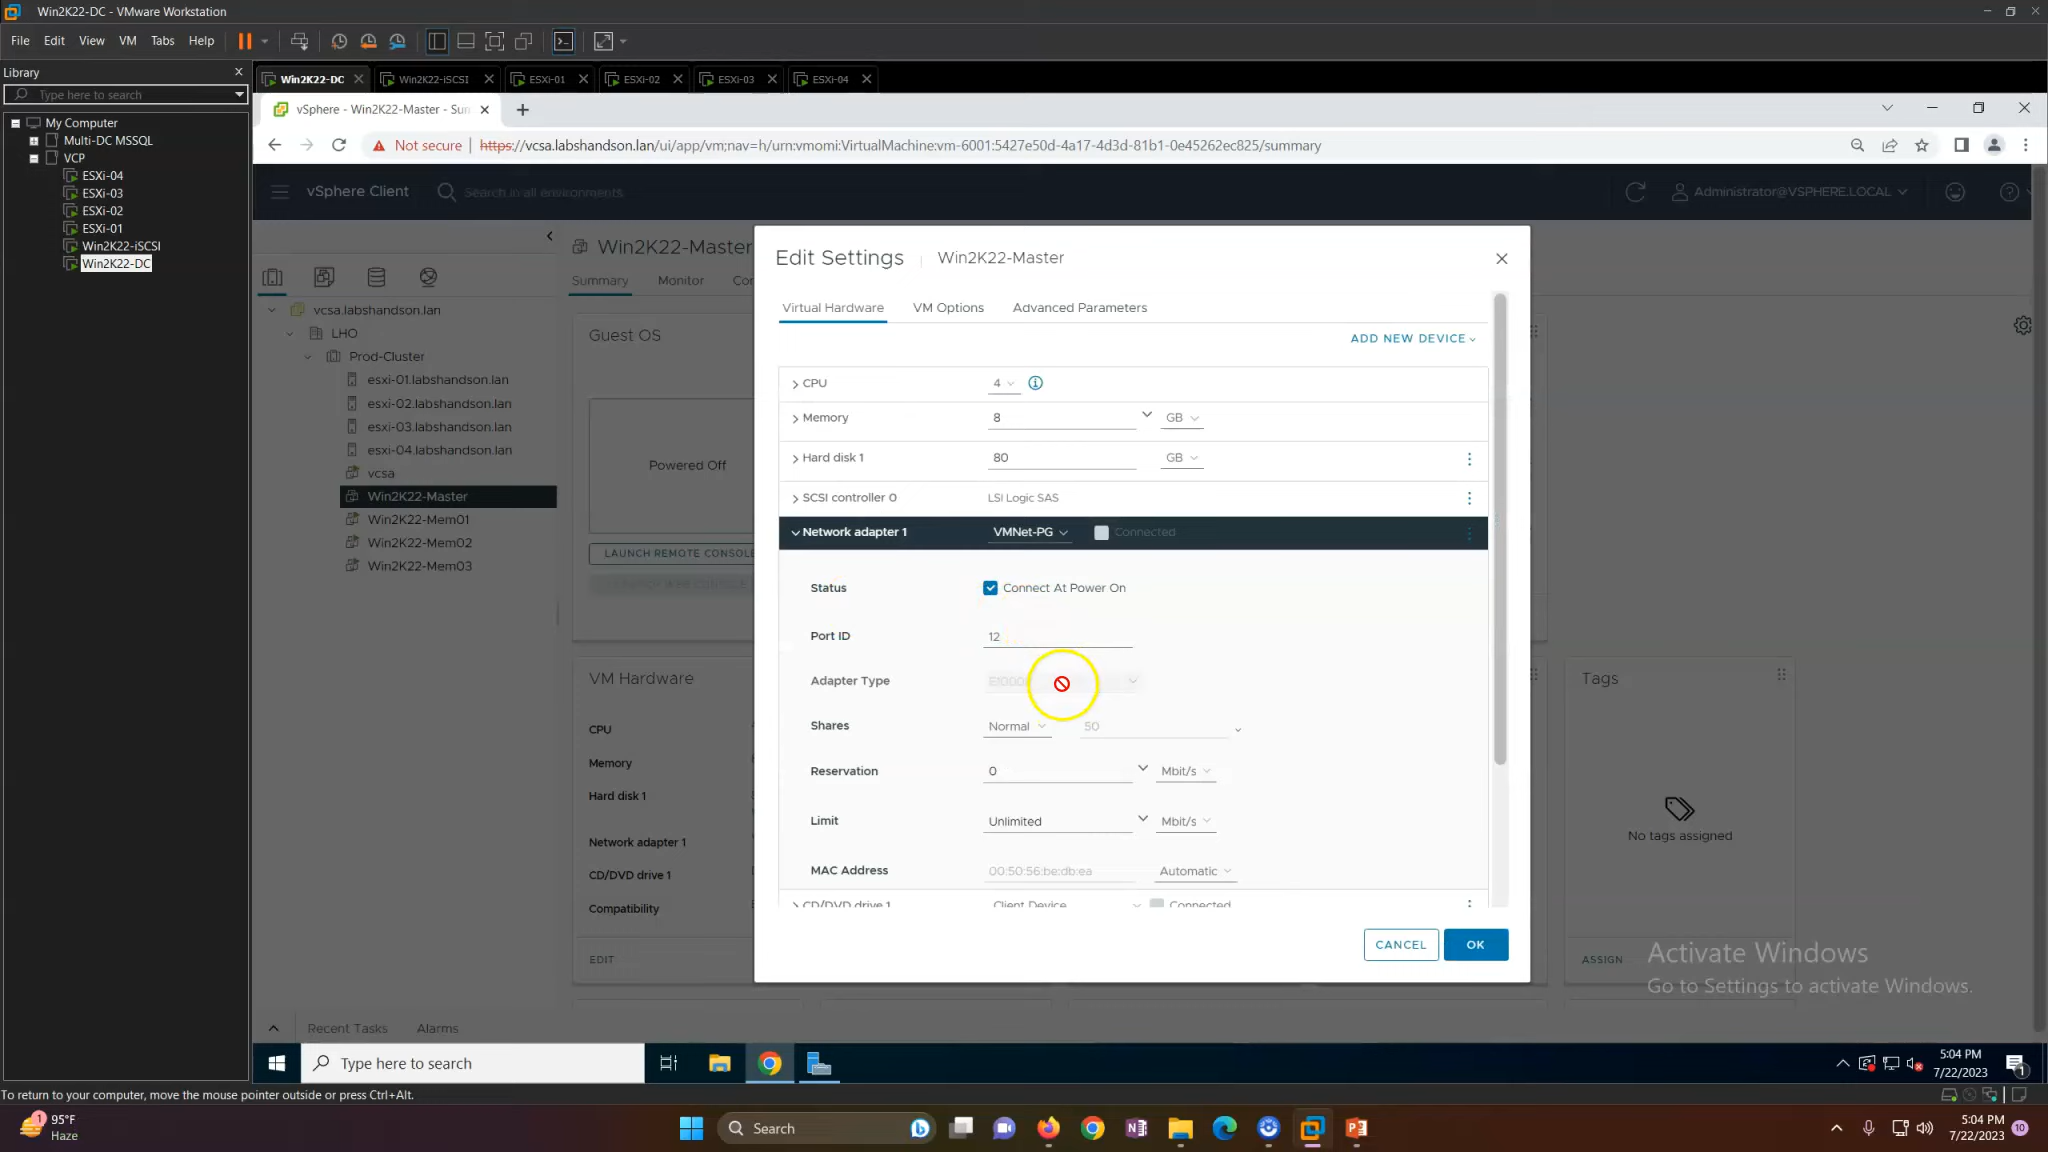 Win2K22-DC - VMware Workstation
File Edit View VM Tabs Help
Library
Type here to search
My Computer
Multi-DC MSSQL
VCP
ESXi-04
ESXi-03
ESXi-02
ESXi-01
Win2K22-iSCSI
Win2K22-DC
Win2K22-DC Win2K22-iSCSI ESXi-01 ESXi-02 ESXi-03 ESXi-04
vSphere - Win2K22-Master - Sum
Not secure https://vcsa.labshandson.lan/ui/app/vm;nav=h/urn:vmomi:VirtualMachine:vm-6001:5427e50d-4a17-4d3d-81b1-0e45262ec825/summary
vSphere Client Search in all environments Administrator@VSPHERE.LOCAL
vcsa.labshandson.lan
LHO
Prod-Cluster
esxi-01.labshandson.lan
esxi-02.labshandson.lan
esxi-03.labshandson.lan
esxi-04.labshandson.lan
vcsa
Win2K22-Master
Win2K22-Mem01
Win2K22-Mem02
Win2K22-Mem03
Win2K22-Master
Summary Monitor Con
Guest OS
Powered Off
LAUNCH REMOTE CONSOLE
VM Hardware
CPU
Memory
Hard disk 1
Network adapter 1
CD/DVD drive 1
Compatibility
EDIT
Edit Settings Win2K22-Master
Virtual Hardware VM Options Advanced Parameters
ADD NEW DEVICE
CPU 4
Memory 8 GB
Hard disk 1 80 GB
SCSI controller 0 LSI Logic SAS
Network adapter 1 VMNet-PG Connected
Status Connect At Power On
Port ID 12
Adapter Type
Shares Normal 50
Reservation 0 Mbit/s
Limit Unlimited Mbit/s
MAC Address 00:50:56:be:db:ea Automatic
CD/DVD drive 1 Client Device Connected
CANCEL OK
Tags
No tags assigned
ASSIGN
Activate Windows
Go to Settings to activate Windows.
Recent Tasks Alarms
Type here to search
5:04 PM
7/22/2023
1
To return to your computer, move the mouse pointer outside or press Ctrl+Alt.
1
95°F
Haze
Search
5:04 PM
7/22/2023
10